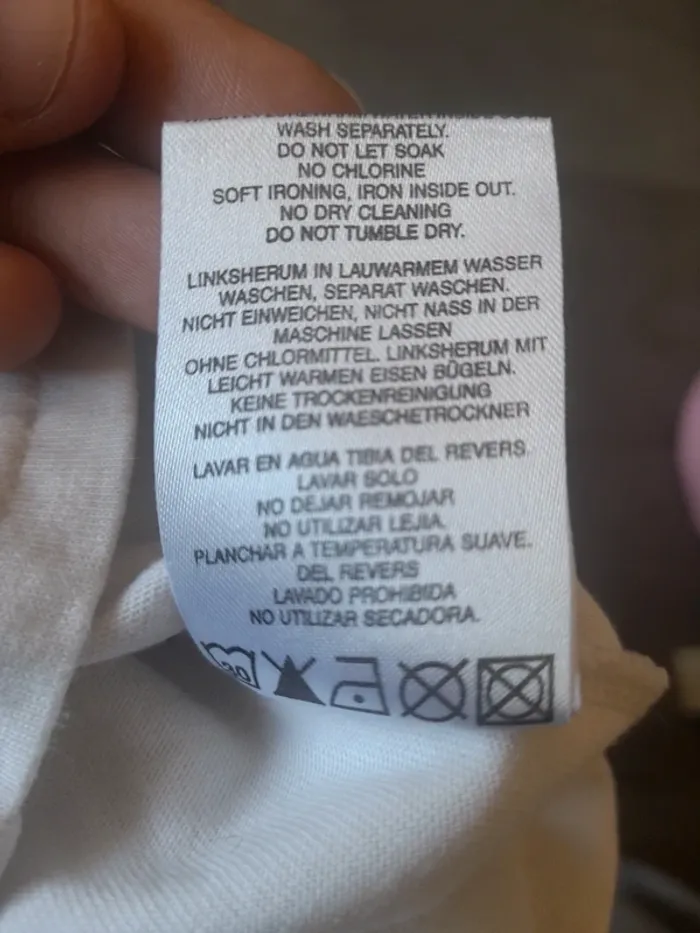 WASH SEPARATELY.
DO NOT LET SOAK
NO CHLORINE
SOFT IRONING, IRON INSIDE OUT.
NO DRY CLEANING
DO NOT TUMBLE DRY.
LINKSHERUM IN LAUWARMEM WASSER
WASCHEN, SEPARAT WASCHEN.
NICHT EINWEICHEN, NICHT NASS IN DER
MASCHINE LASSEN
OHNE CHLORMITTEL. LINKSHERUM MIT
LEICHT WARMEN EISEN BÜGELN.
KEINE TROCKENREINIGUNG
NICHT IN DEN WAESCHETROCKNER
LAVAR EN AGUA TIBIA DEL REVERS.
LAVAR SOLO
NO DEJAR REMOJAR
NO UTILIZAR LEJIA.
PLANCHAR A TEMPERATURA SUAVE.
DEL REVERS
LAVADO PROHIBIDA
NO UTILIZAR SECADORA.
30